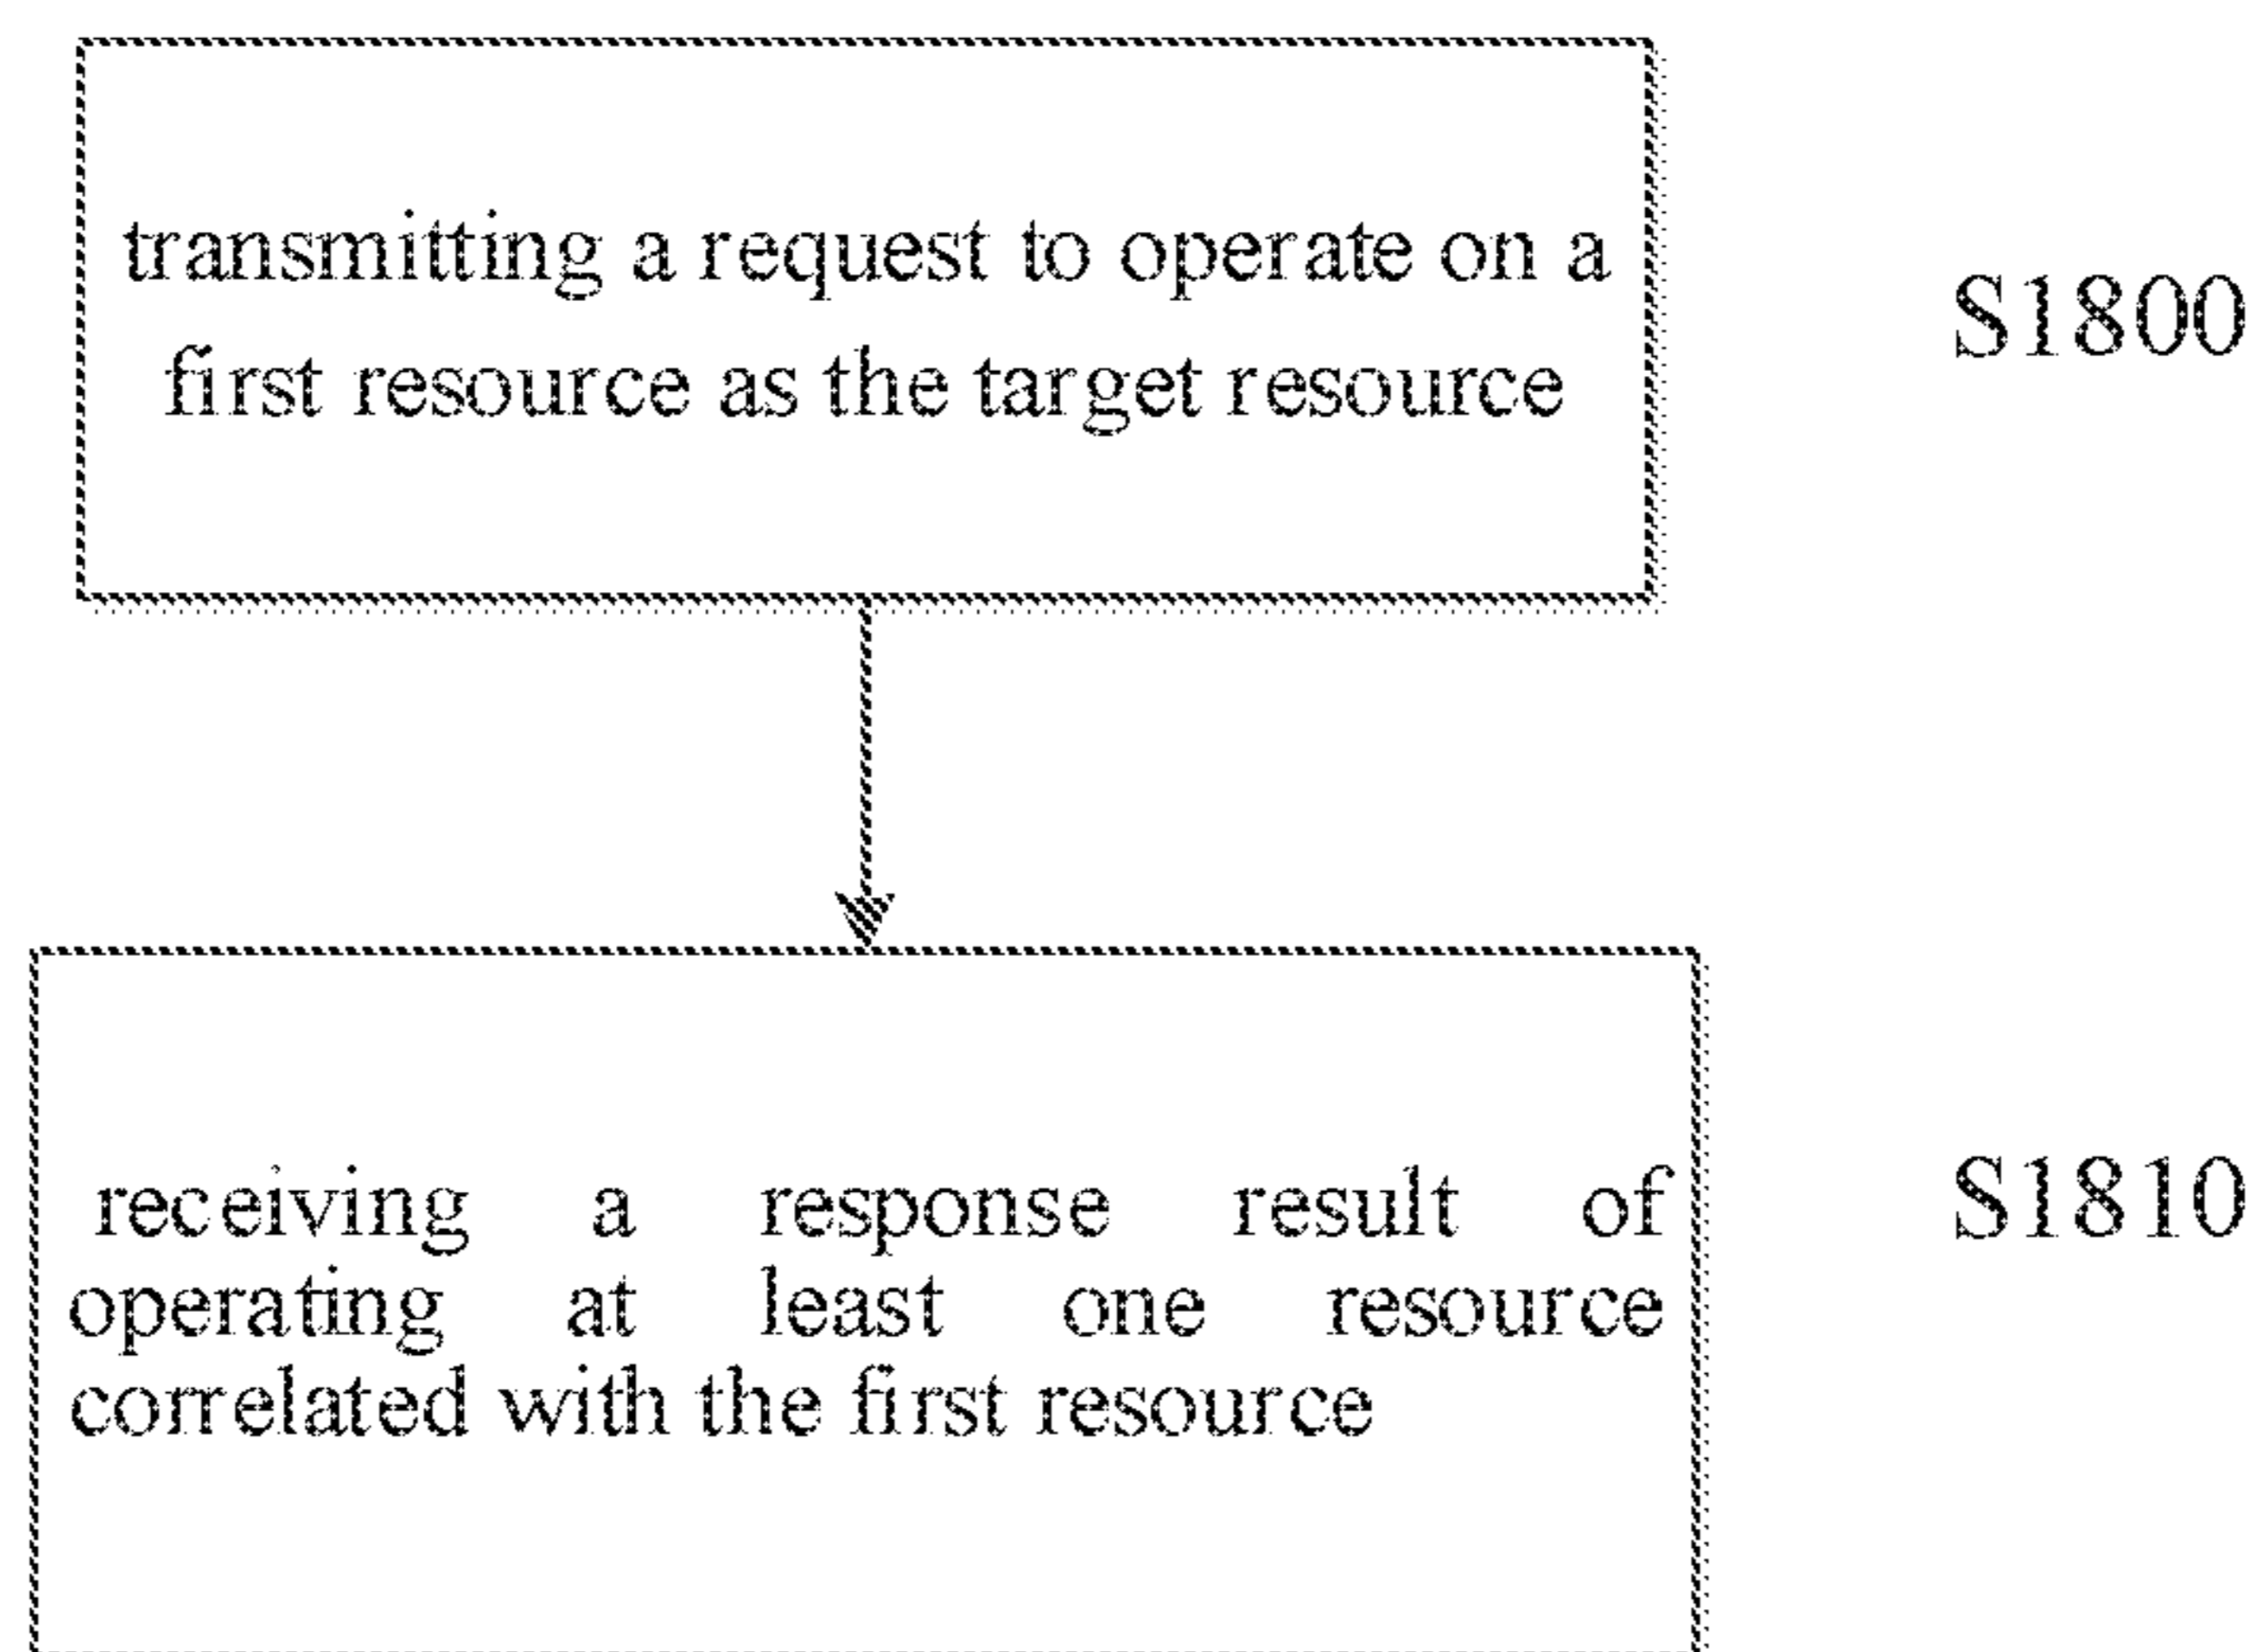 transmitting a request to operate on a
first resource as the target resource
S1800
receiving a response result of
operating at least one resource
correlated with the first resource
S1810